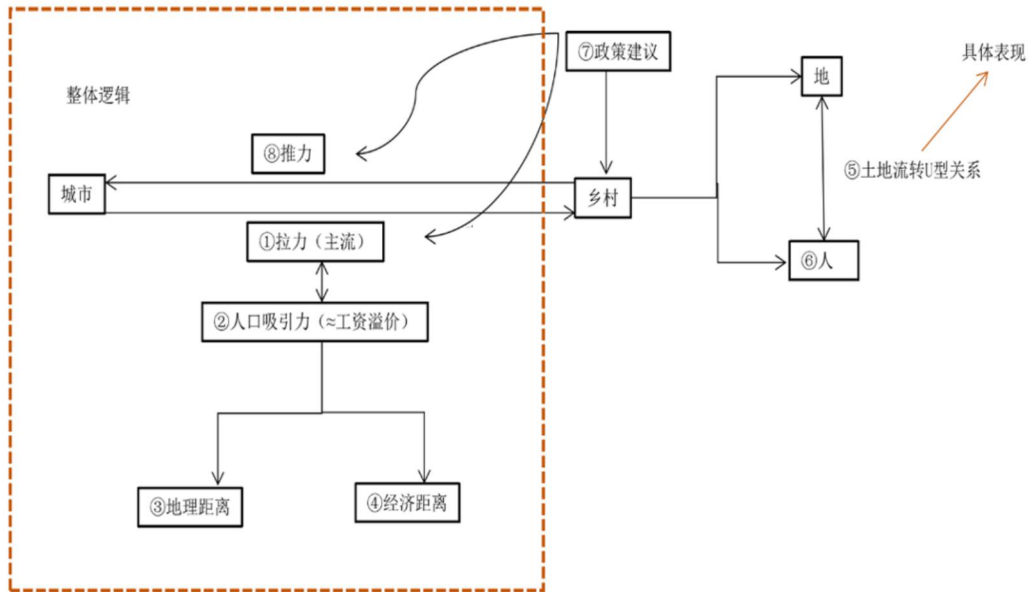 ⑦政策建议
具体表现
地
整体逻辑
⑧推力
⑤土地流转U型关系
城市
乡村
①拉力（主流）
⑥人
②人口吸引力（≈工资溢价）
③地理距离
④经济距离